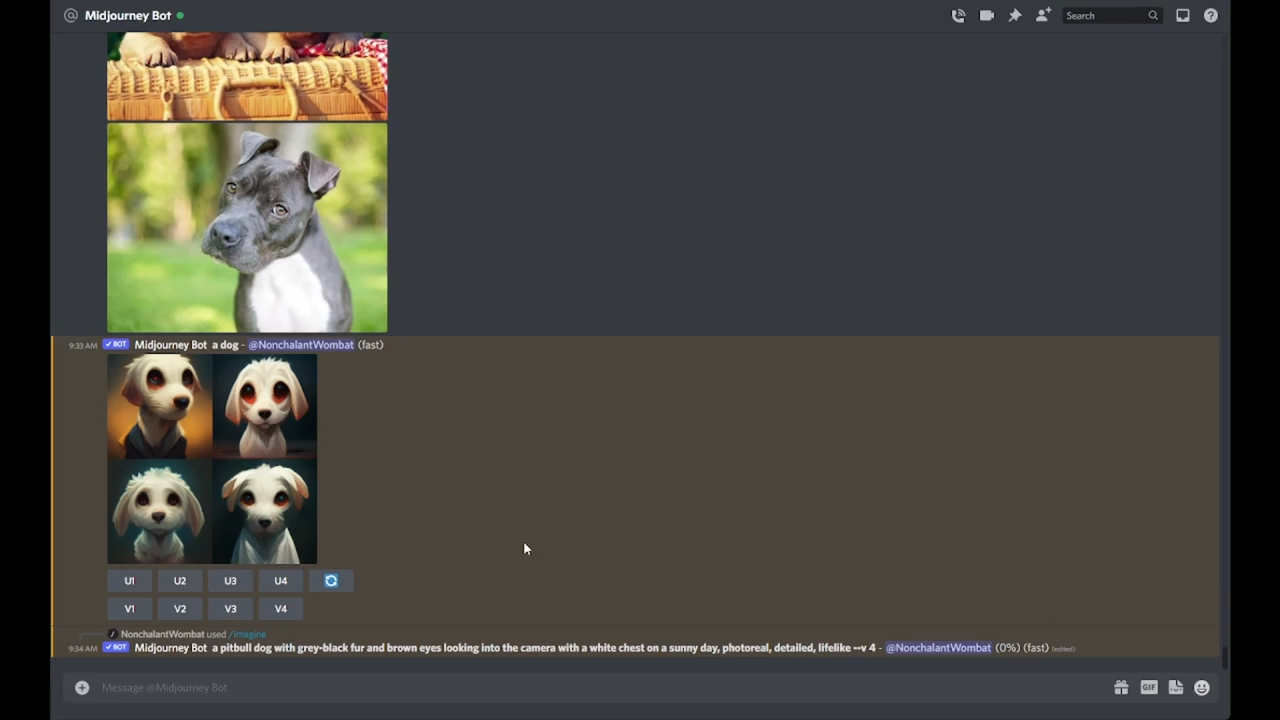 Midjourney Bot
Search
9:33 AM BOT Midjourney Bot a dog - @NonchalantWombat (fast)
U1 U2 U3 U4
V1 V2 V3 V4
NonchalantWombat used /imagine
9:34 AM BOT Midjourney Bot a pitbull dog with grey-black fur and brown eyes looking into the camera with a white chest on a sunny day, photoreal, detailed, lifelike --v 4 - @NonchalantWombat (0%) (fast) (edited)
Message @Midjourney Bot
GIF